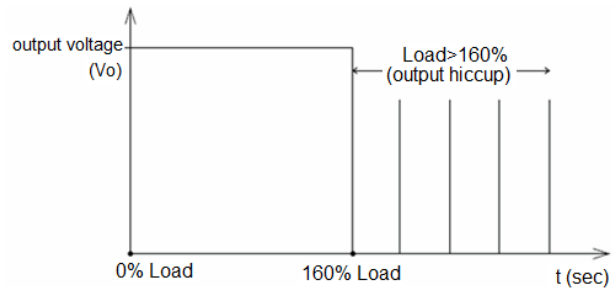 output voltage
(Vo)
Load>160%
(output hiccup)
0% Load
160% Load
t (sec)